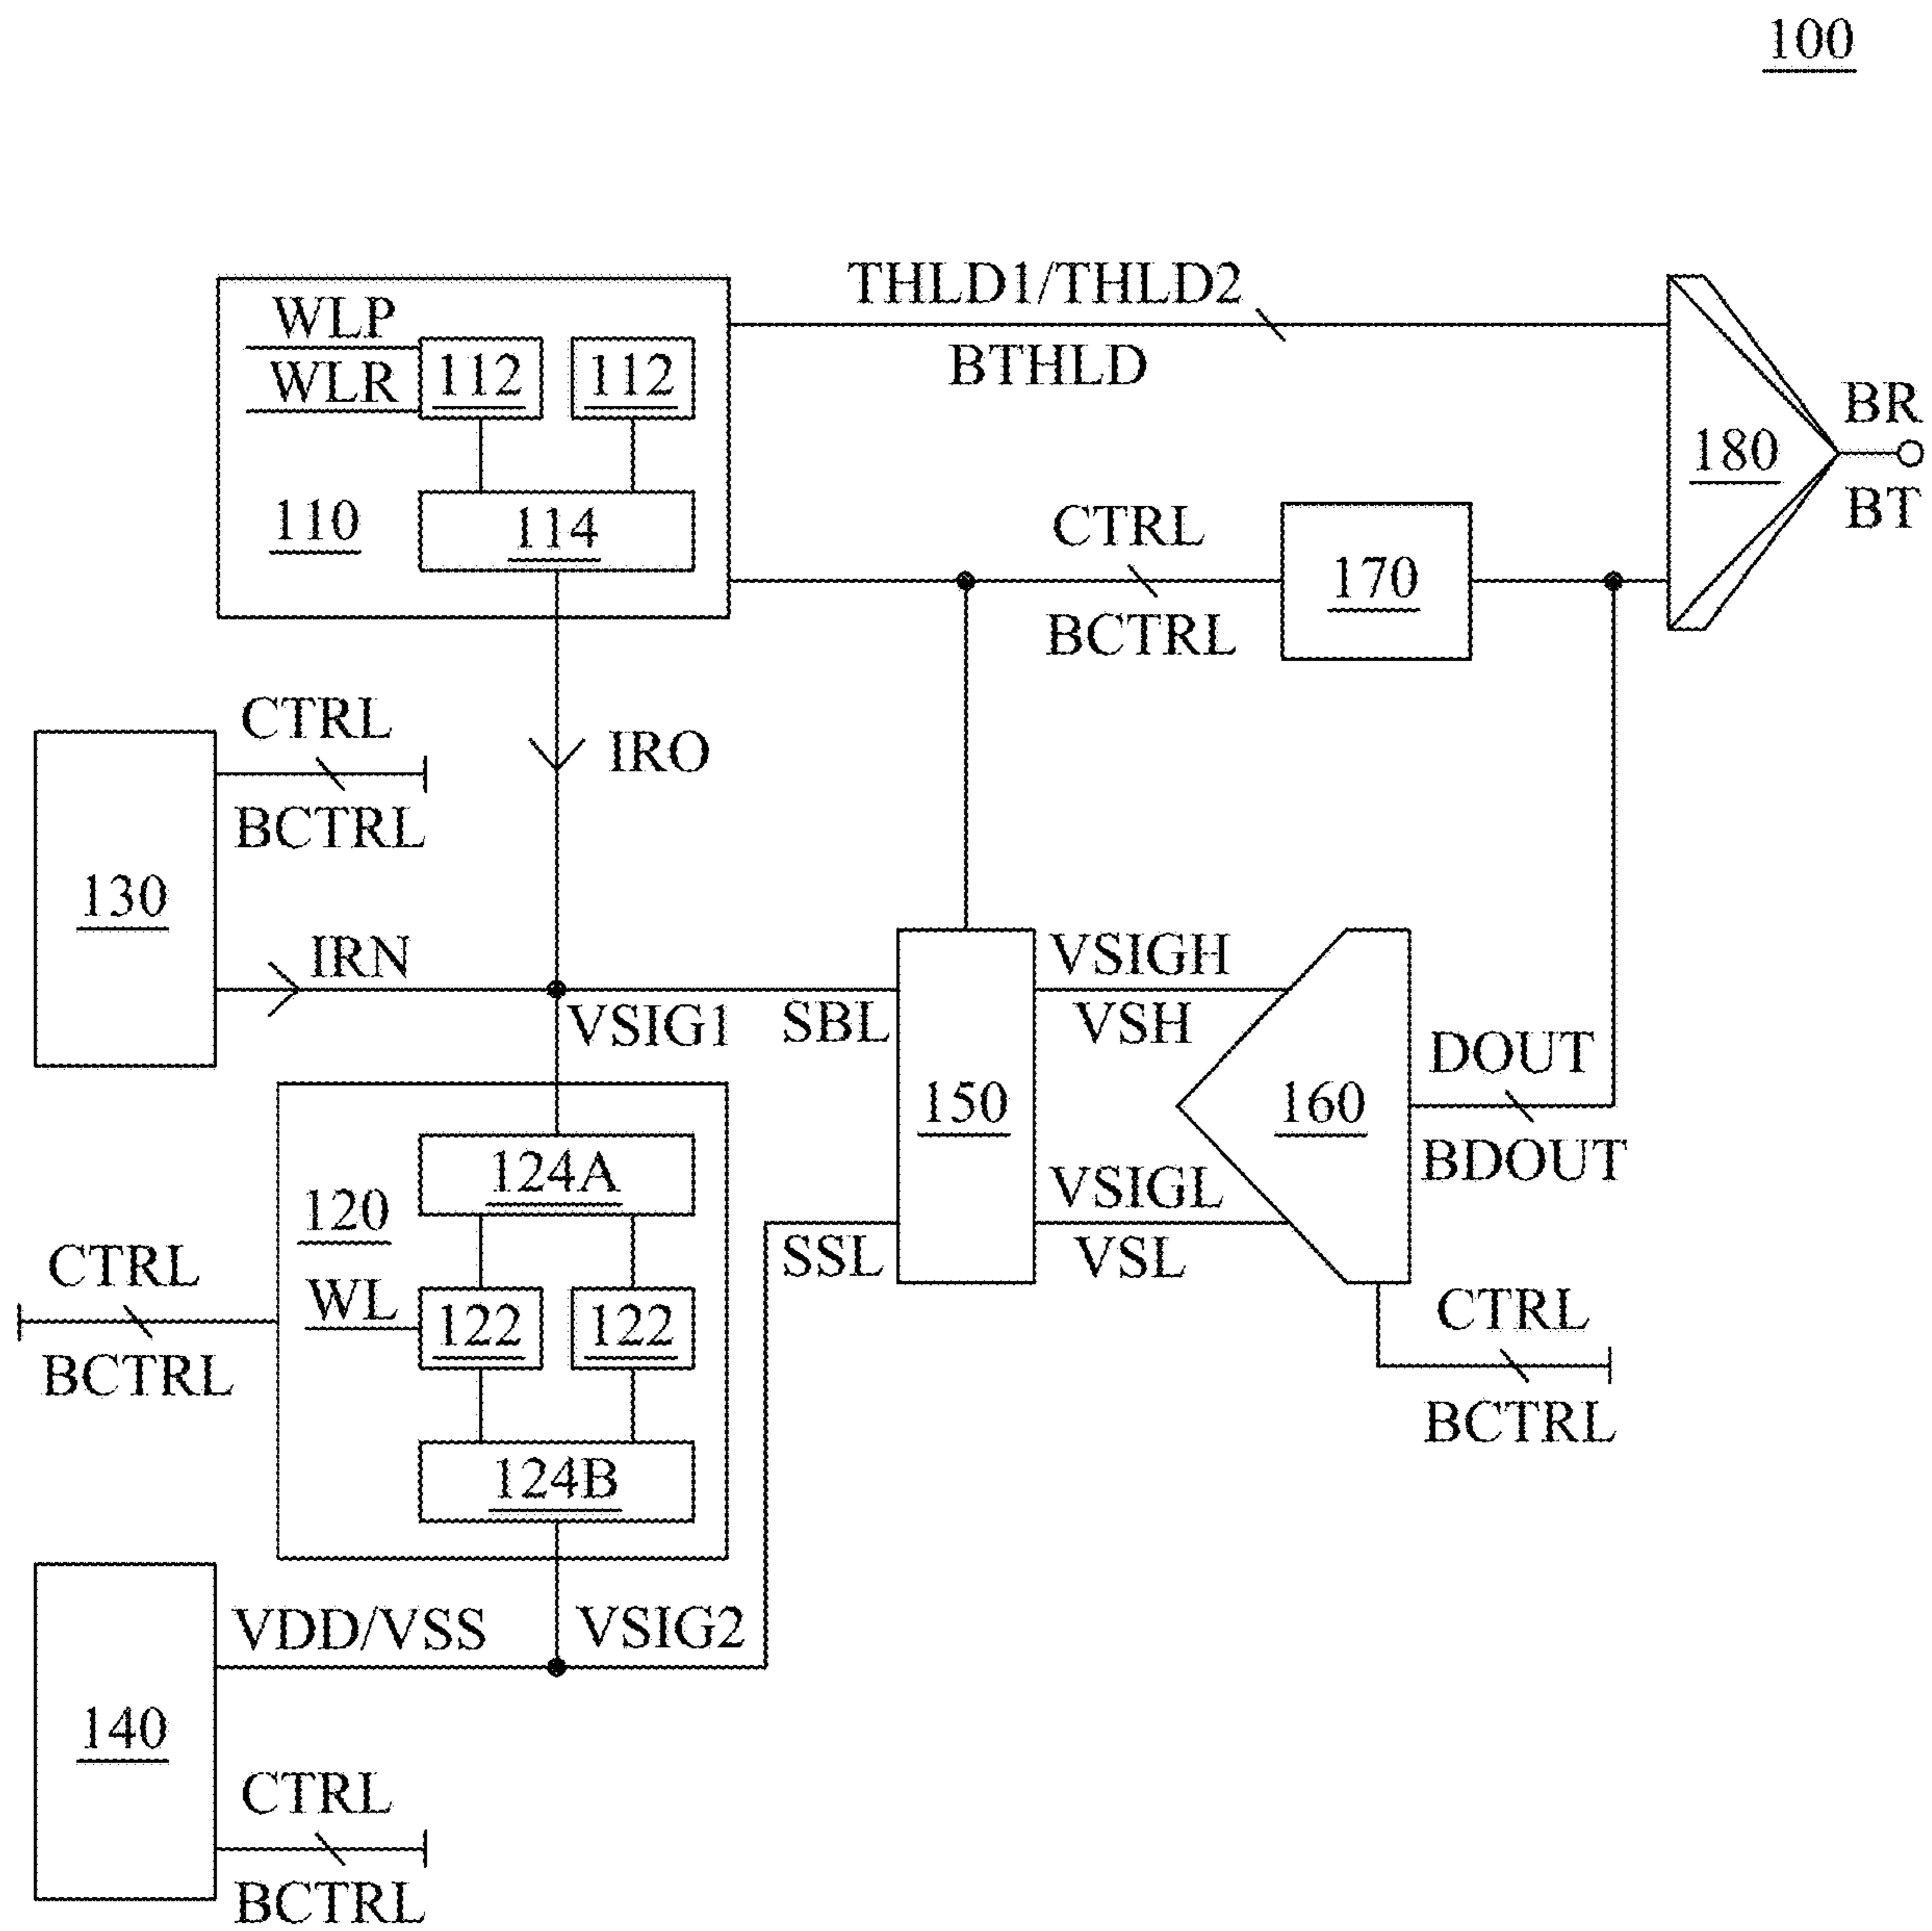 100
THLD1/THLD2
BTHLD
WLP
WLR
112
112
110
114
180
BR
BT
CTRL
BCTRL
170
CTRL
BCTRL
130
IRO
IRN
VSIG1
SBL
150
VSIGH
VSH
160
DOUT
BDOUT
VSIGL
VSL
SSL
124A
120
WL
122
122
124B
CTRL
BCTRL
CTRL
BCTRL
VDD/VSS
VSIG2
140
CTRL
BCTRL